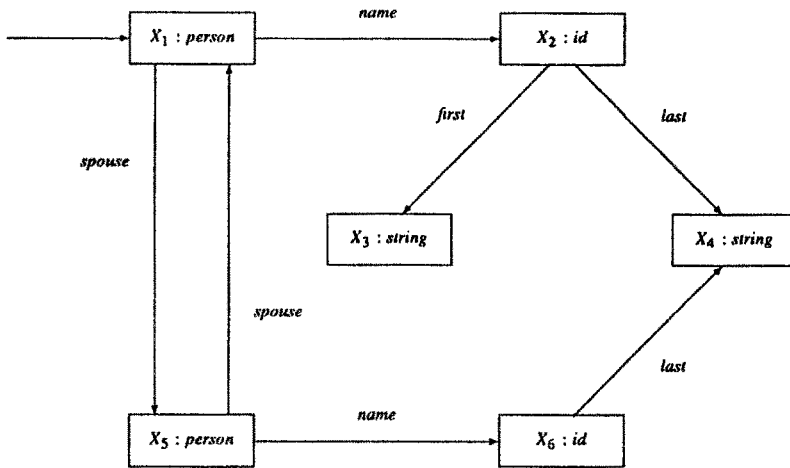 name
X₁ : person
X₂ : id
first
last
spouse
X₃ : string
X₄ : string
spouse
last
name
X₅ : person
X₆ : id